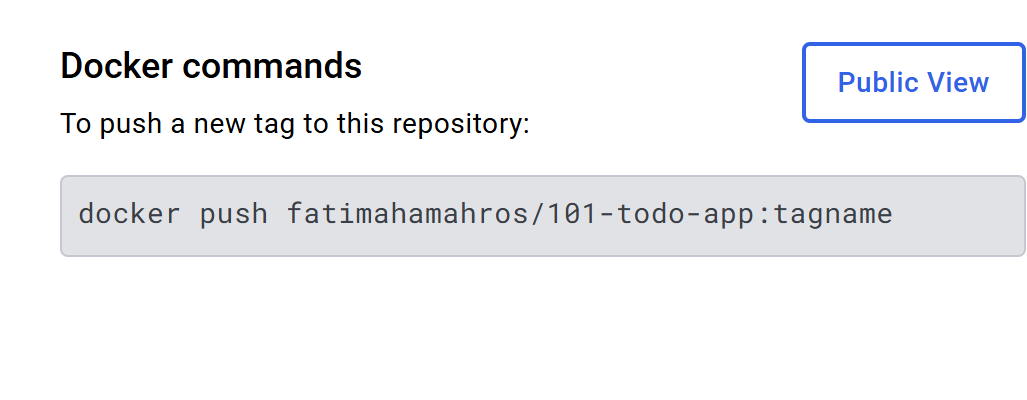 Docker commands
Public View
To push a new tag to this repository:
docker push fatimahamahros/101-todo-app:tagname